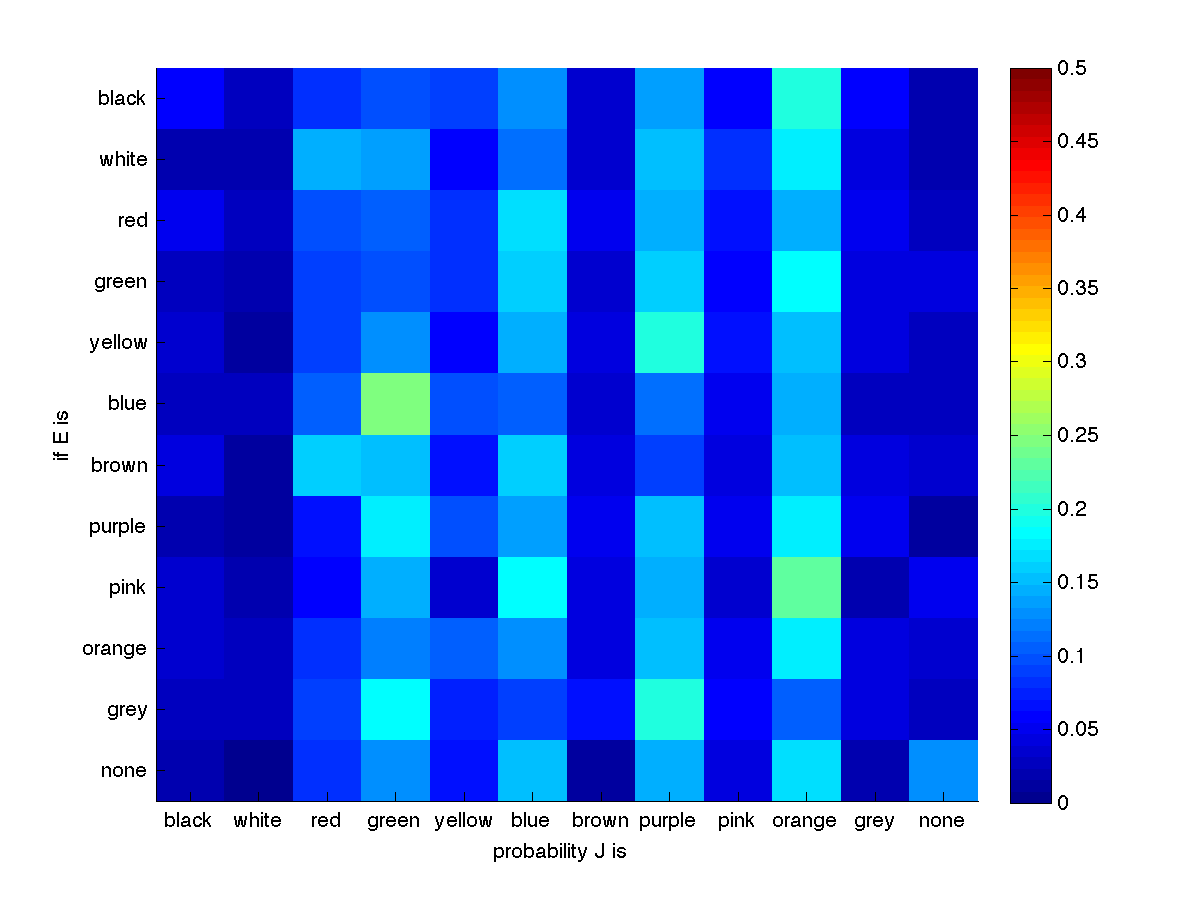 0.5
black
0.45
white
0.4
red
0.35
green
0.3
yellow
0.25
blue
if E is
0.2
brown
0.15
purple
pink
0.1
orange
0.05
grey
none
0
black white red green yellow blue brown purple pink orange grey none
probability J is